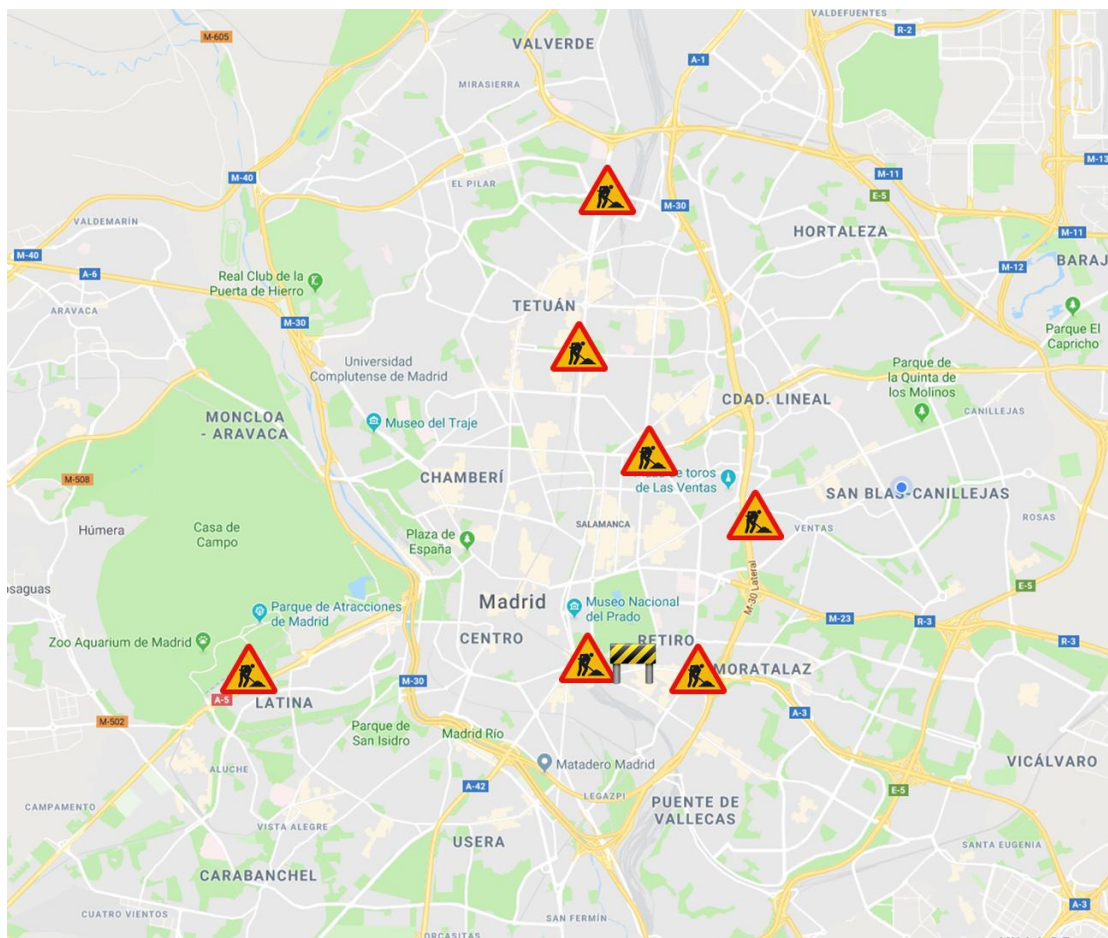 VALDEFUENTES
M-605
R-2
VALVERDE
A-1
MIRASIERRA
M-13
M-11
M-40
EL PILAR
E-5
M-30
VALDEMARÍN
HORTALEZA
M-11
M-40
A-6
Real Club de la
Puerta de Hierro
M-12
BARAJ
TETUÁN
ARAVACA
M-30
Parque El
Capricho
Universidad
Complutense de Madrid
Parque de
la Quinta de
los Molinos
CDAD. LINEAL
MONCLOA
- ARAVACA
Museo del Traje
CANILLEJAS
CHAMBERÍ
toros
de Las Ventas
M-508
SAN BLAS-CANILLEJAS
Húmera
Casa de
Campo
Plaza de
España
SALAMANCA
VENTAS
ROSAS
osaguas
M-30 Lateral
E-5
Madrid
Museo Nacional
del Prado
Parque de Atracciones
de Madrid
M-23
R-3
R-3
Zoo Aquarium de Madrid
CENTRO
RETIRO
MORATALAZ
M-30
A-5
LATINA
M-502
A-3
Parque de
San Isidro
Madrid Río
Matadero Madrid
VICÁLVARO
ALUCHE
A-42
LEGAZPI
E-5
PUENTE DE
VALLECAS
CAMPAMENTO
VISTA ALEGRE
USERA
SANTA EUGENIA
CARABANCHEL
A-3
CUATRO VIENTOS
SAN FERMÍN
ORCASITAS